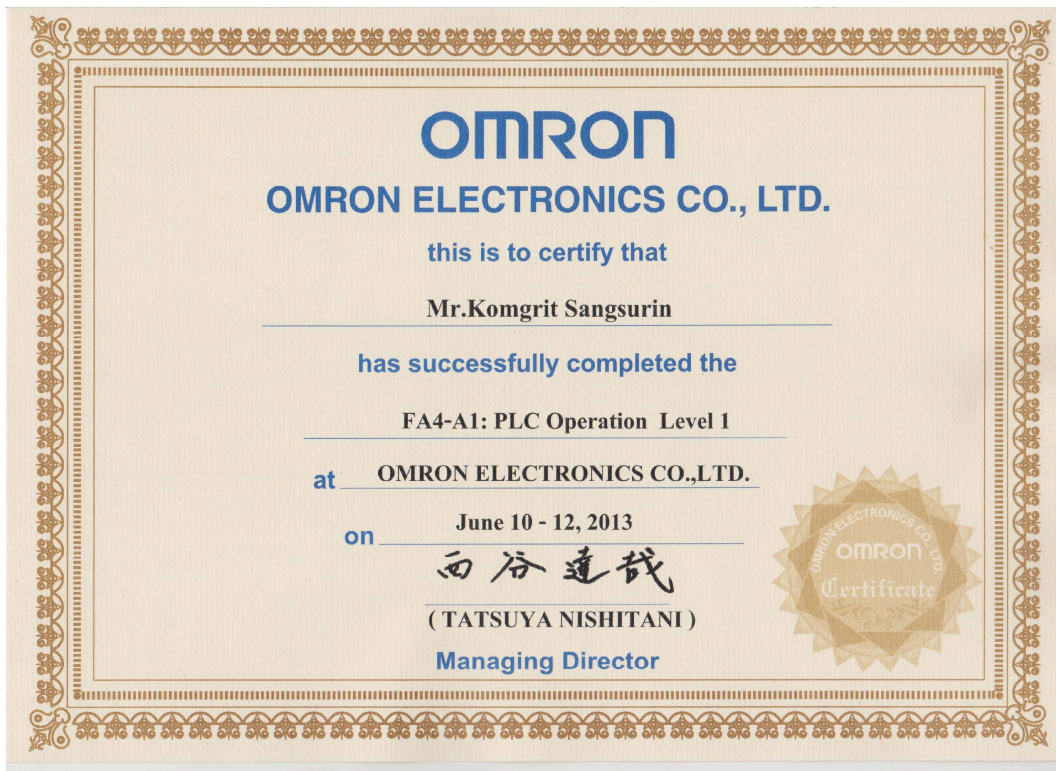 OMRON
OMRON ELECTRONICS CO., LTD.
this is to certify that
Mr.Komgrit Sangsurin
has successfully completed the
FA4-A1: PLC Operation Level 1
at OMRON ELECTRONICS CO.,LTD.
on June 10 - 12, 2013
西谷達哉
( TATSUYA NISHITANI )
Managing Director
OMRON ELECTRONICS CO., LTD
OMRON
Certificate